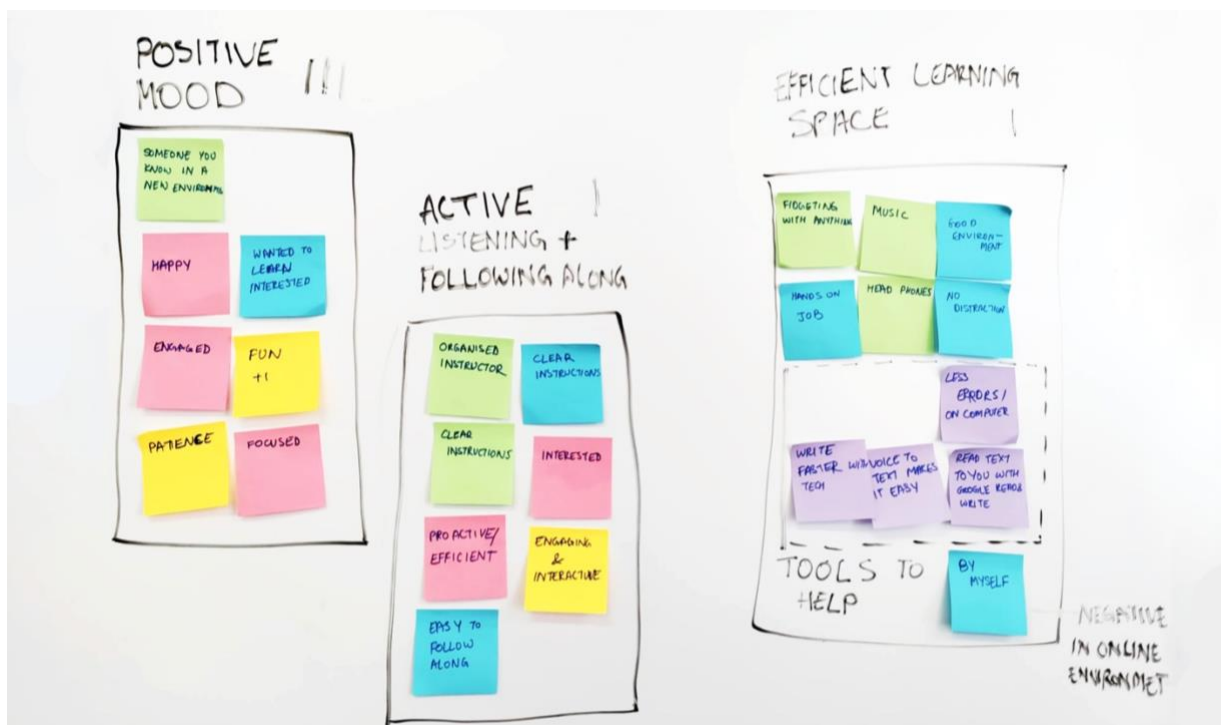 POSITIVE
MOOD III
SOMEONE YOU
KNOW IN A
NEW ENVIRONME
HAPPY
WANTED TO
LEARN
INTERESTED
ENGAGED
FUN
+1
PATIENCE
FOCUSED
ACTIVE I
LISTENING +
FOLLOWING ALONG
ORGANISED
INSTRUCTOR
CLEAR
INSTRUCTIONS
CLEAR
INSTRUCTIONS
INTERESTED
PROACTIVE/
EFFICIENT
ENGAGING
&
INTERACTIVE
EASY TO
FOLLOW
ALONG
EFFICIENT LEARNING
SPACE I
FIDGETING
WITH ANYTHING
MUSIC
GOOD
ENVIRON-
MENT
HANDS ON
JOB
HEAD PHONES
NO
DISTRACTION
LESS
ERRORS/
ON COMPUTER
WRITE
FASTER WITH
TECH
VOICE TO
TEXT MAKES
IT EASY
READ TEXT
TO YOU WITH
GOOGLE READ &
WRITE
TOOLS TO
HELP
BY
MYSELF
NEGATIVE
IN ONLINE
ENVIRONMET